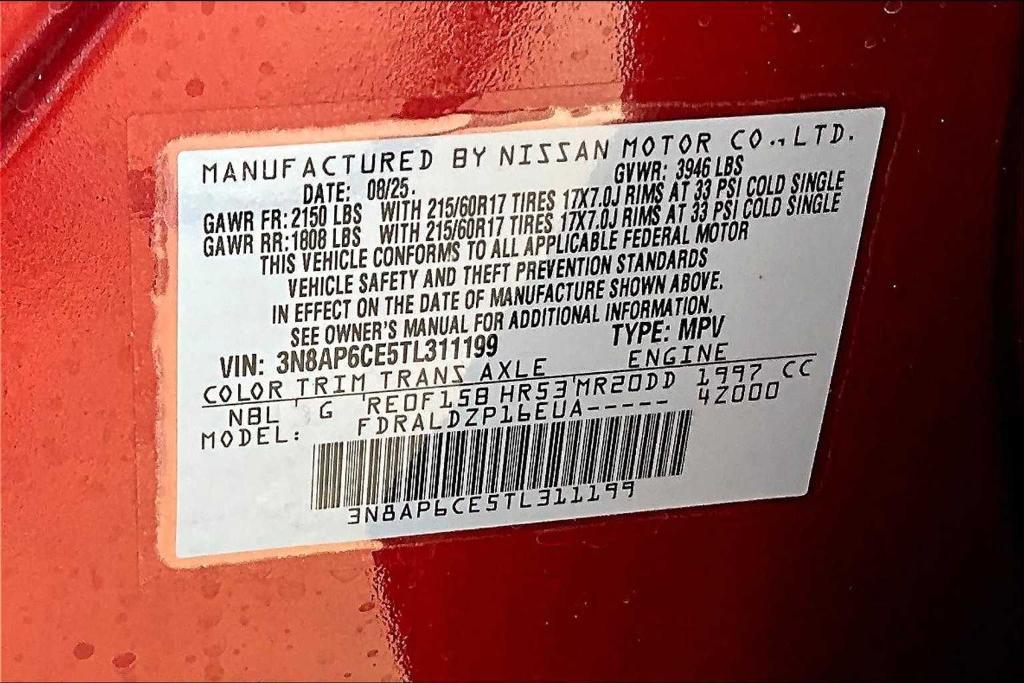 MANUFACTURED BY NISSAN MOTOR CO., LTD.
DATE: 08/25. GVWR: 3946 LBS
GAWR FR: 2150 LBS WITH 215/60R17 TIRES 17X7.0J RIMS AT 33 PSI COLD SINGLE
GAWR RR: 1808 LBS WITH 215/60R17 TIRES 17X7.0J RIMS AT 33 PSI COLD SINGLE
THIS VEHICLE CONFORMS TO ALL APPLICABLE FEDERAL MOTOR
VEHICLE SAFETY AND THEFT PREVENTION STANDARDS
IN EFFECT ON THE DATE OF MANUFACTURE SHOWN ABOVE.
SEE OWNER'S MANUAL FOR ADDITIONAL INFORMATION.
VIN: 3N8AP6CE5TL311199 TYPE: MPV
COLOR TRIM TRANS AXLE ENGINE
NBL G RE0F15B HR53 MR20DD 1997 CC
MODEL: FDRALDZP16EUA----- 42000
3N8AP6CE5TL311199